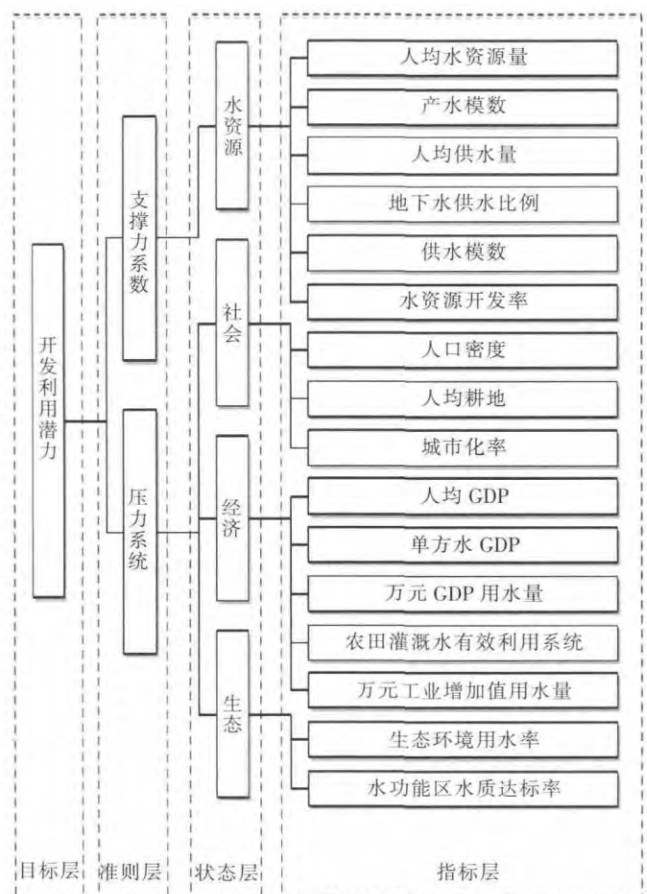 开发利用潜力
支撑力系数
压力系统
水资源
社会
经济
生态
人均水资源量
产水模数
人均供水量
地下水供水比例
供水模数
水资源开发率
人口密度
人均耕地
城市化率
人均 GDP
单方水 GDP
万元 GDP 用水量
农田灌溉水有效利用系统
万元工业增加值用水量
生态环境用水率
水功能区水质达标率
目标层
准则层
状态层
指标层